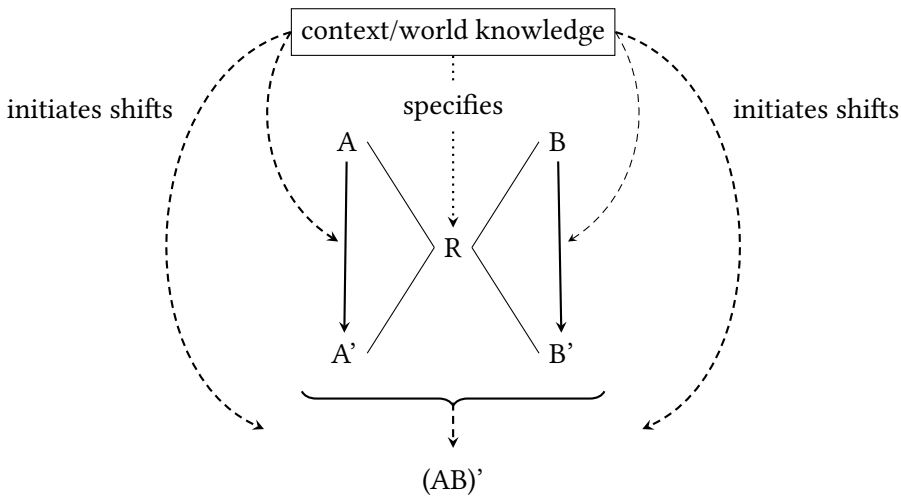 context/world knowledge
initiates shifts
specifies
initiates shifts
A
B
R
A’
B’
(AB)’